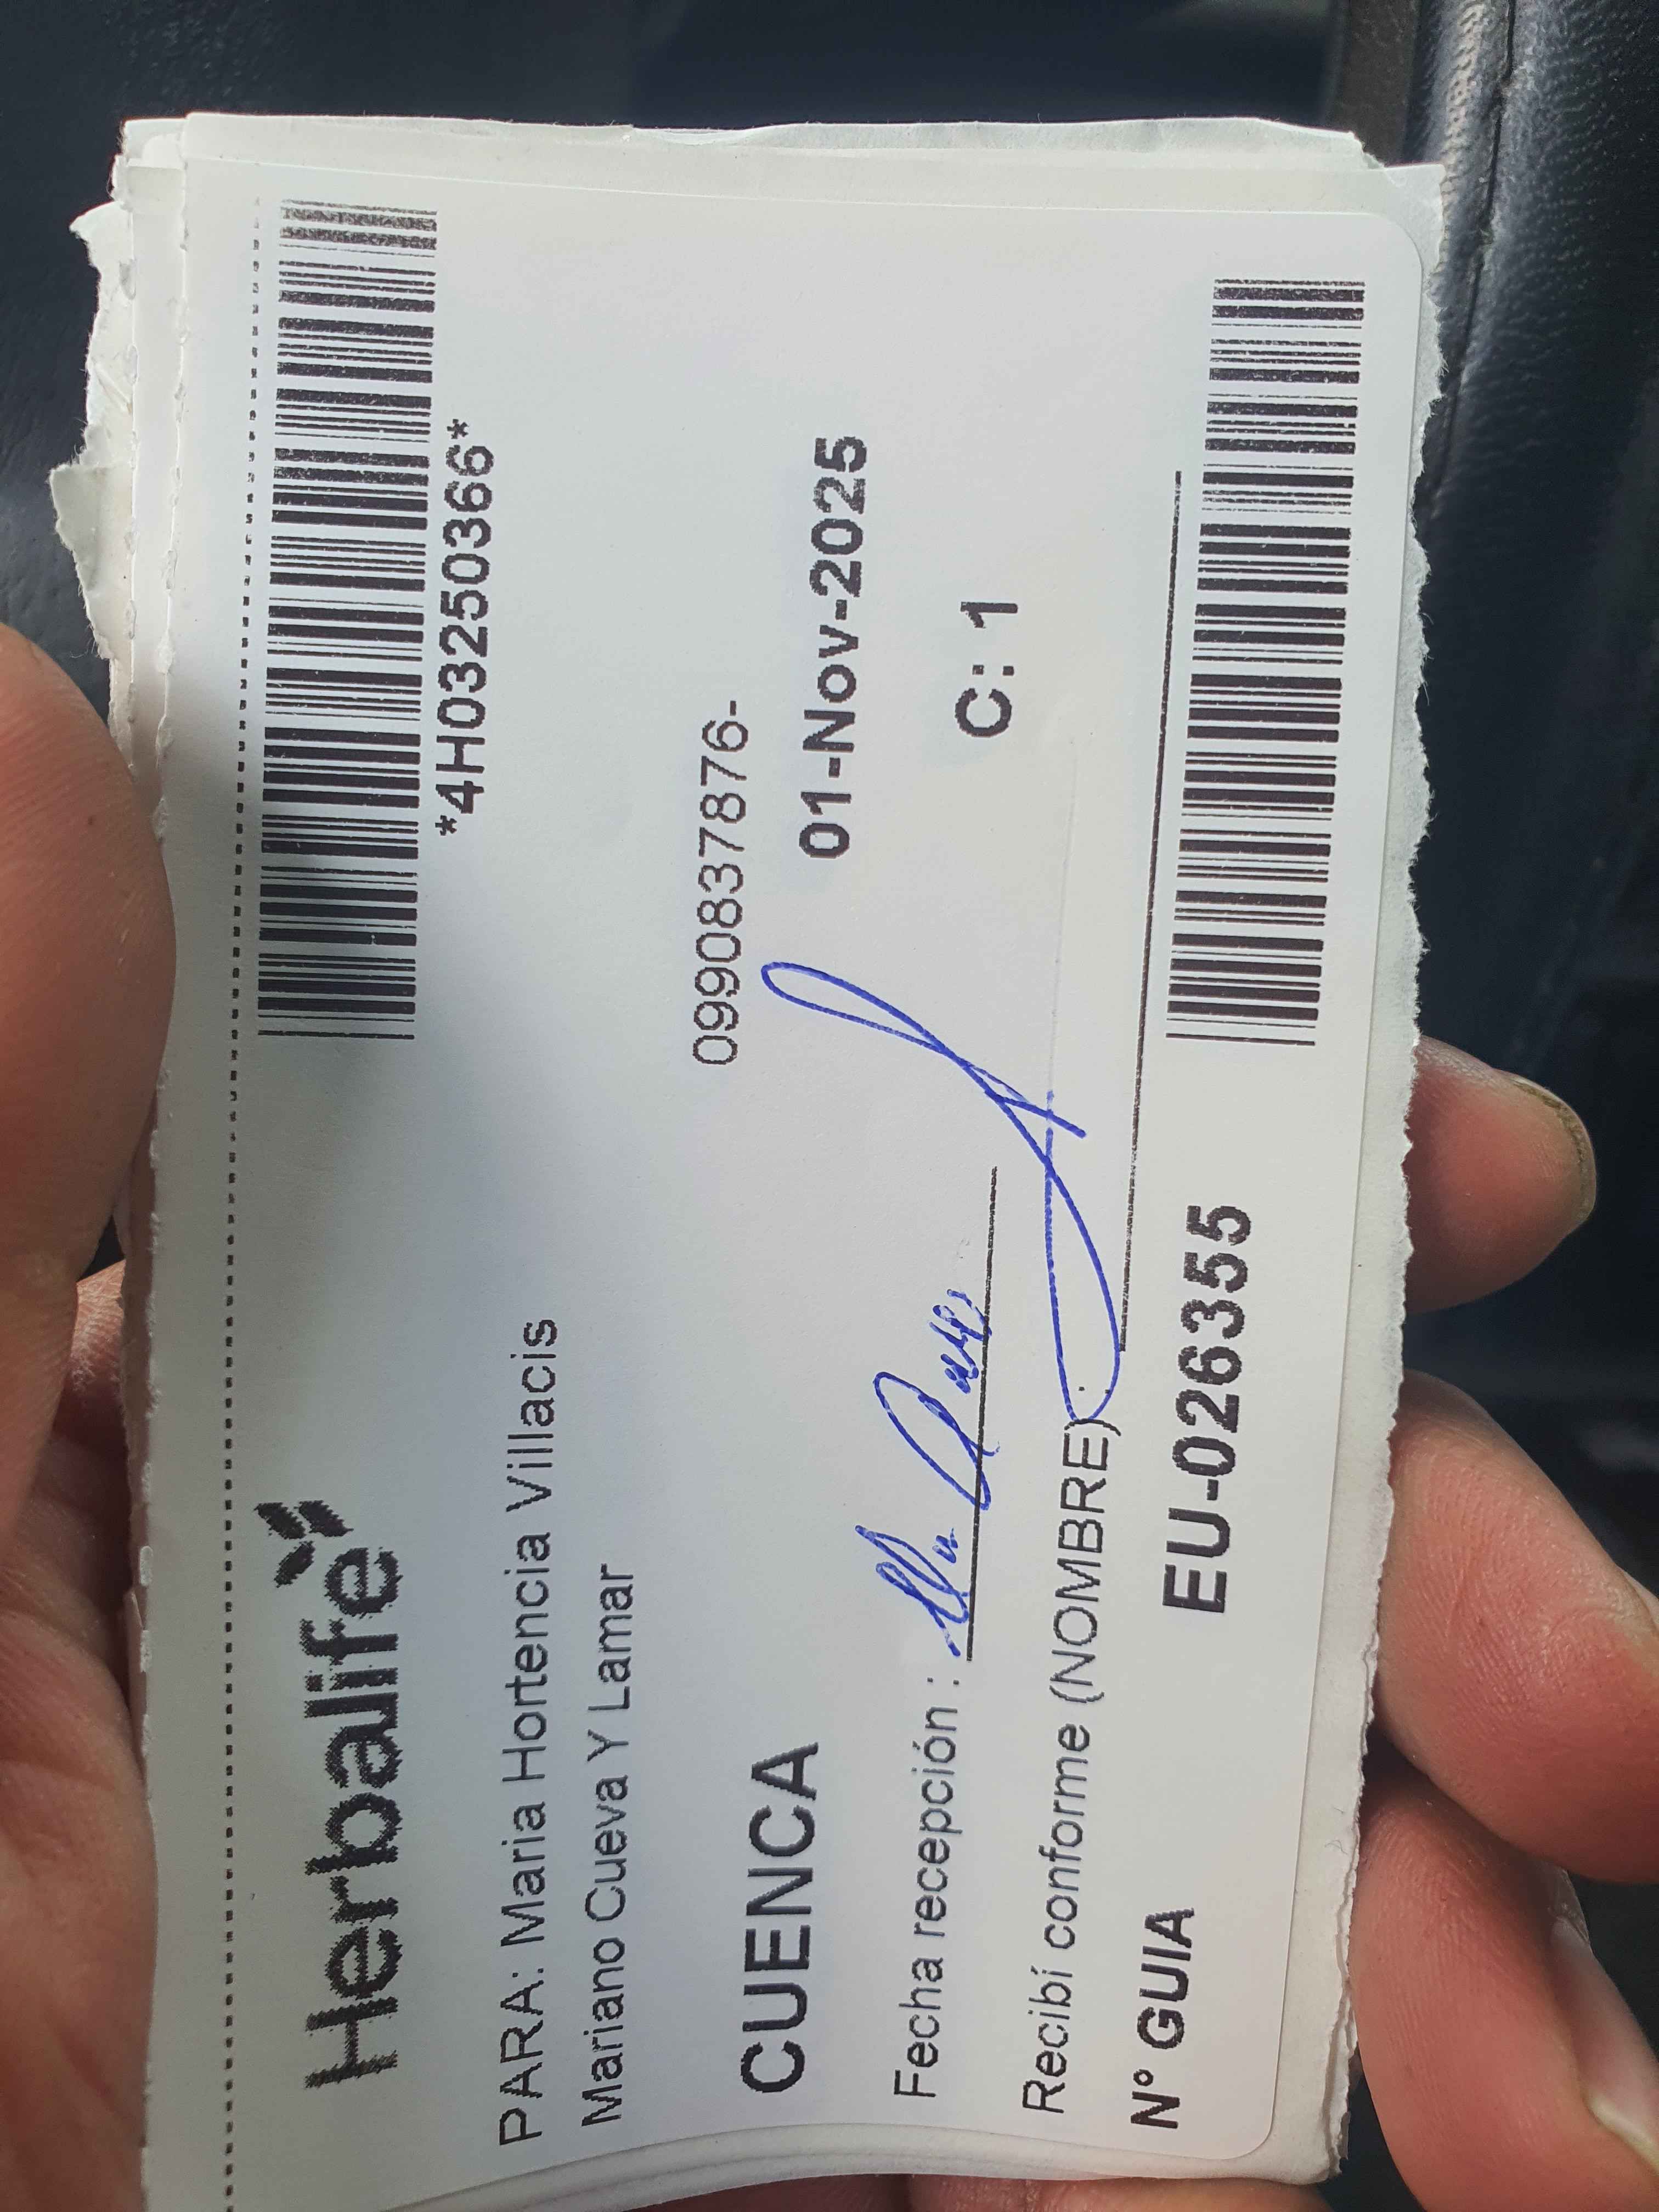 Herbalife
*4H03250366*
PARA: Maria Hortencia Villacis
Mariano Cueva Y Lamar
0990837876-
CUENCA
01-Nov-2025
Fecha recepción :
C: 1
Recibí conforme (NOMBRE) :
N° GUIA
EU-026355